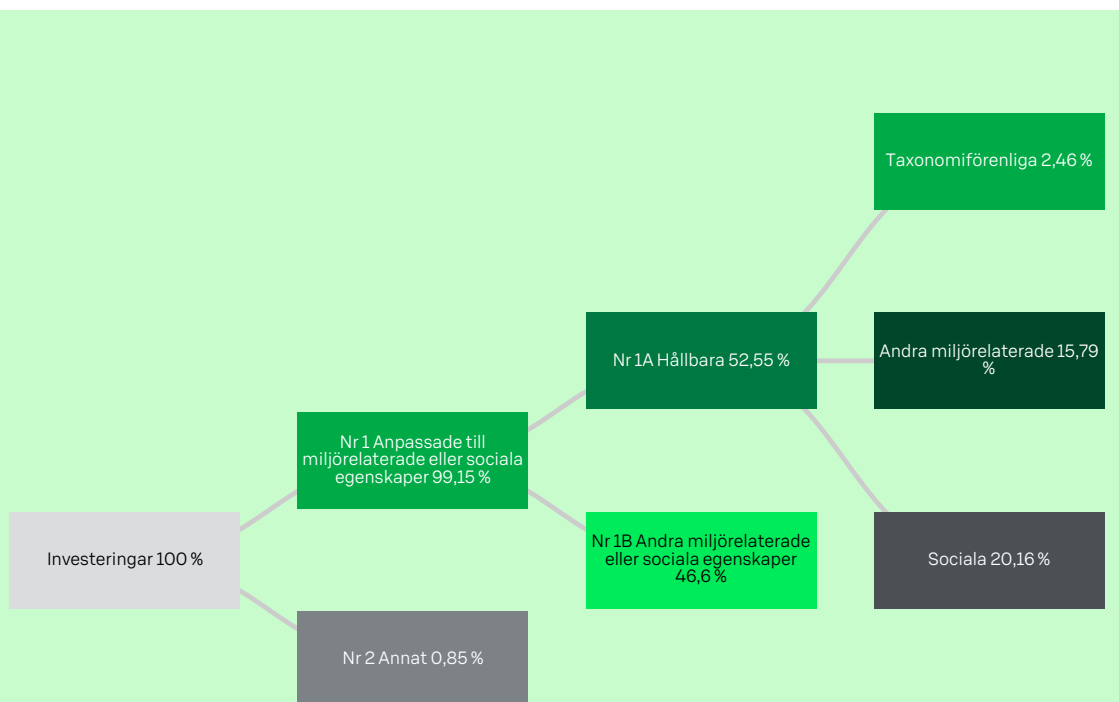 Taxonomiförenliga 2,46 %
Nr 1A Hållbara 52,55 %
Andra miljörelaterade 15,79
%
Nr 1 Anpassade till
miljörelaterade eller sociala
egenskaper 99,15 %
Investeringar 100 %
Nr 1B Andra miljörelaterade
eller sociala egenskaper
46,6 %
Sociala 20,16 %
Nr 2 Annat 0,85 %